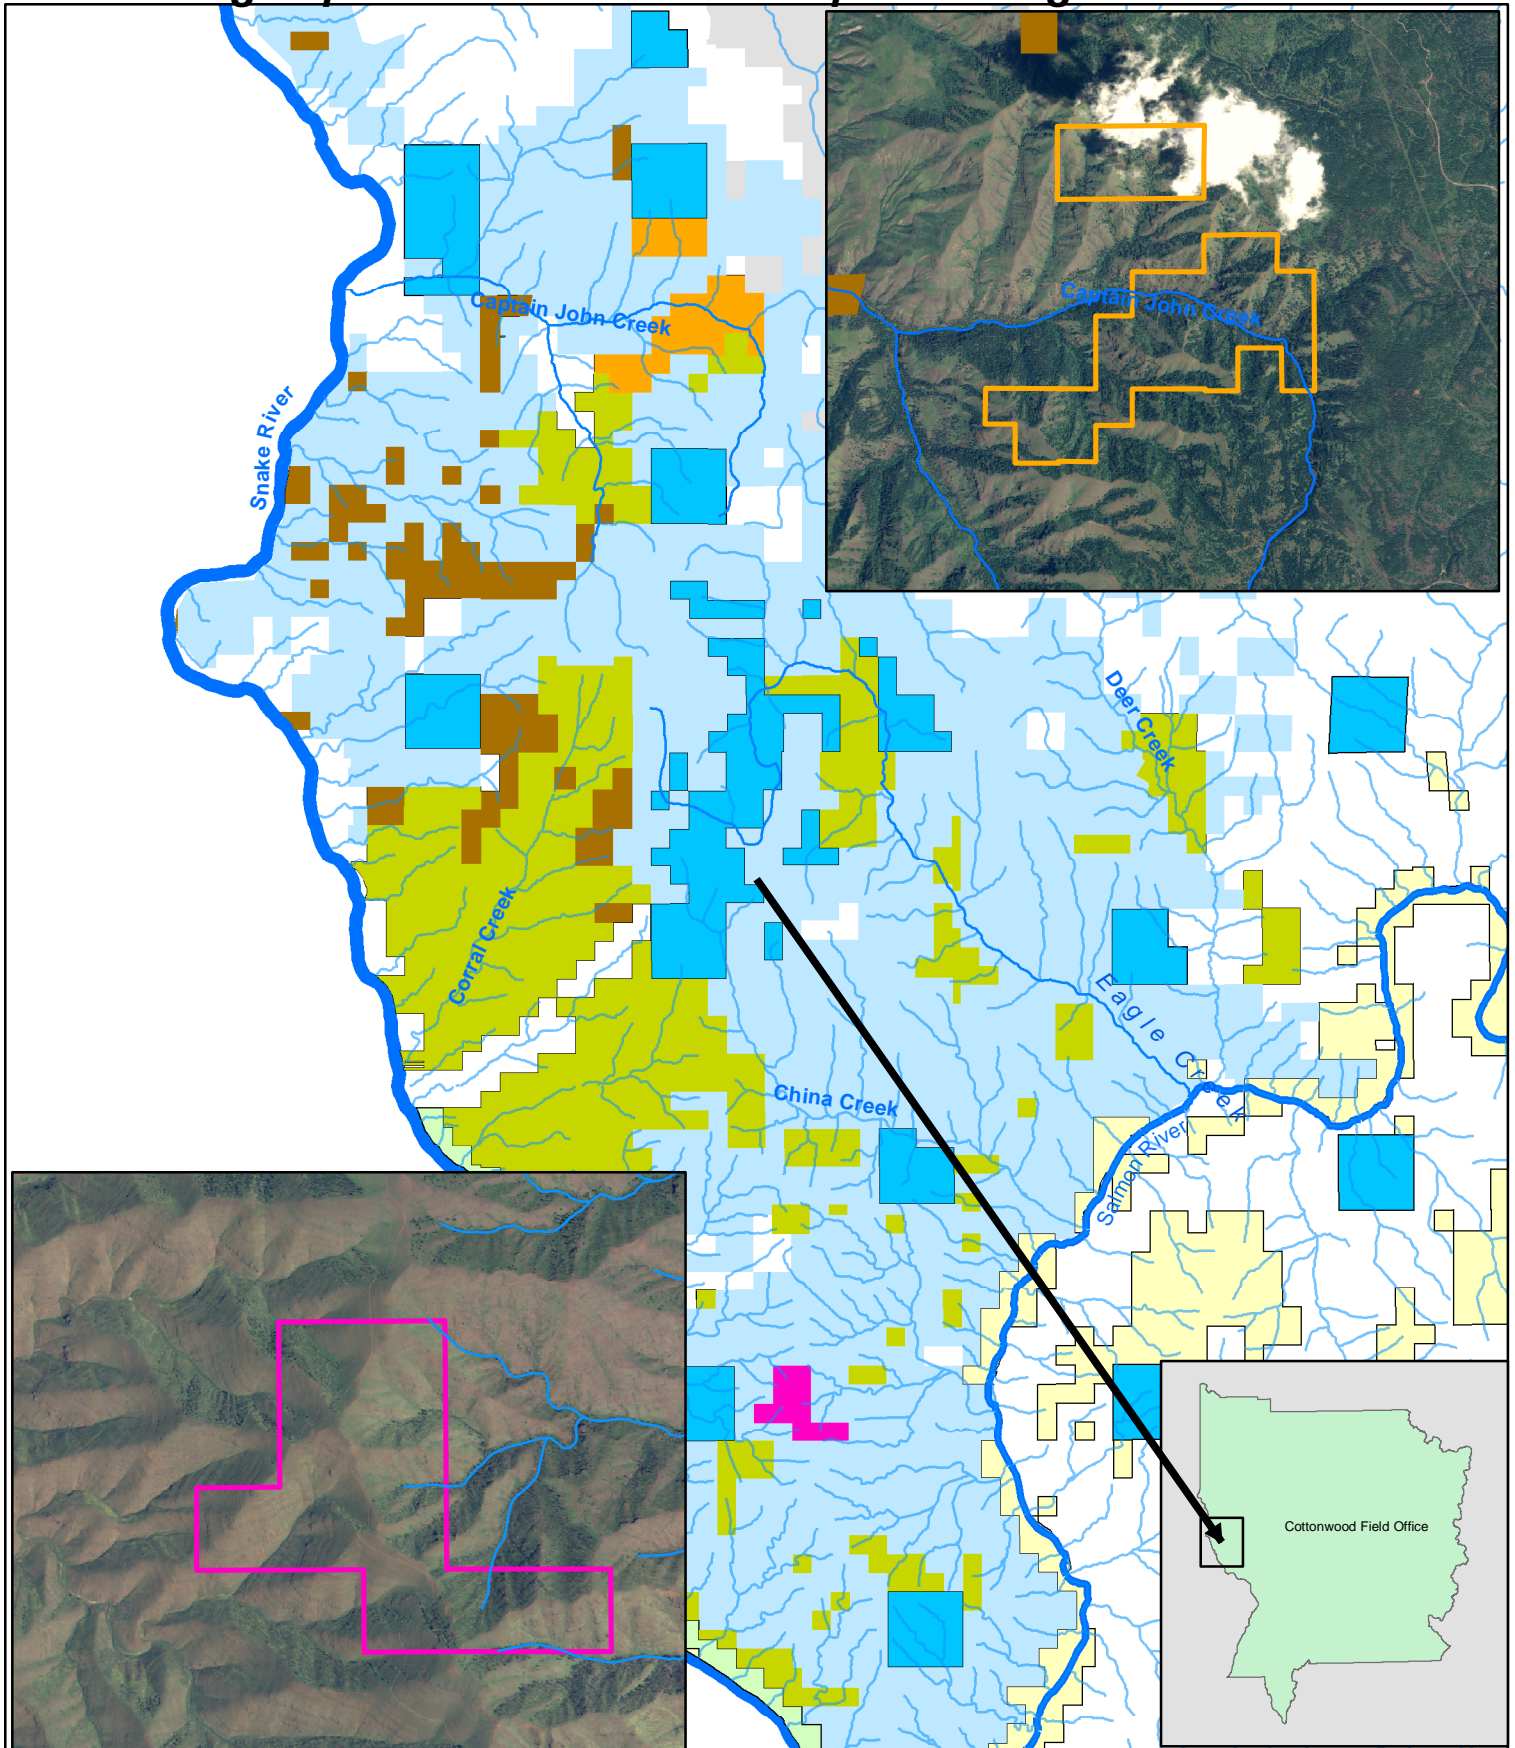 Captain John Creek
Captain John Creek
Snake River
Deer Creek
Corral Creek
Eagle Creek
China Creek
Salmon River
Cottonwood Field Office